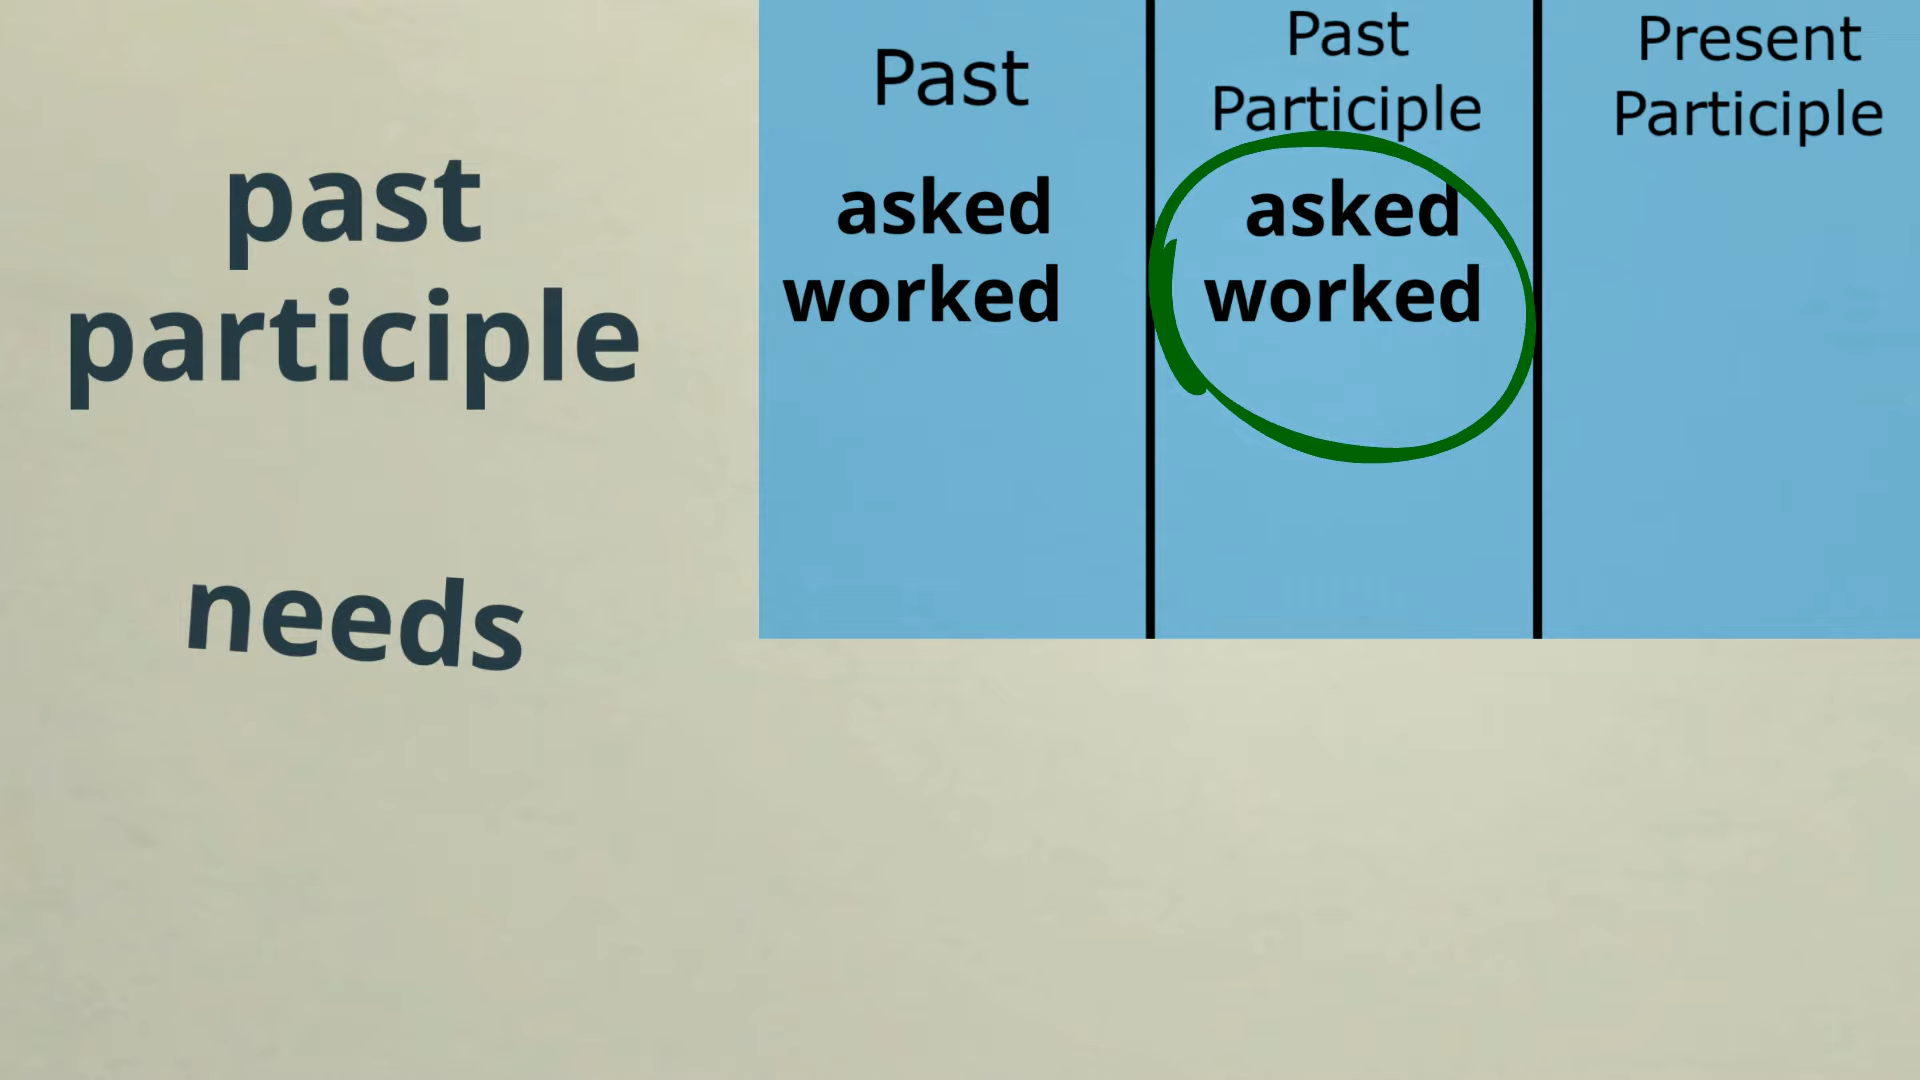 past
participle
needs
Past
asked
worked
Past
Participle
asked
worked
Present
Participle